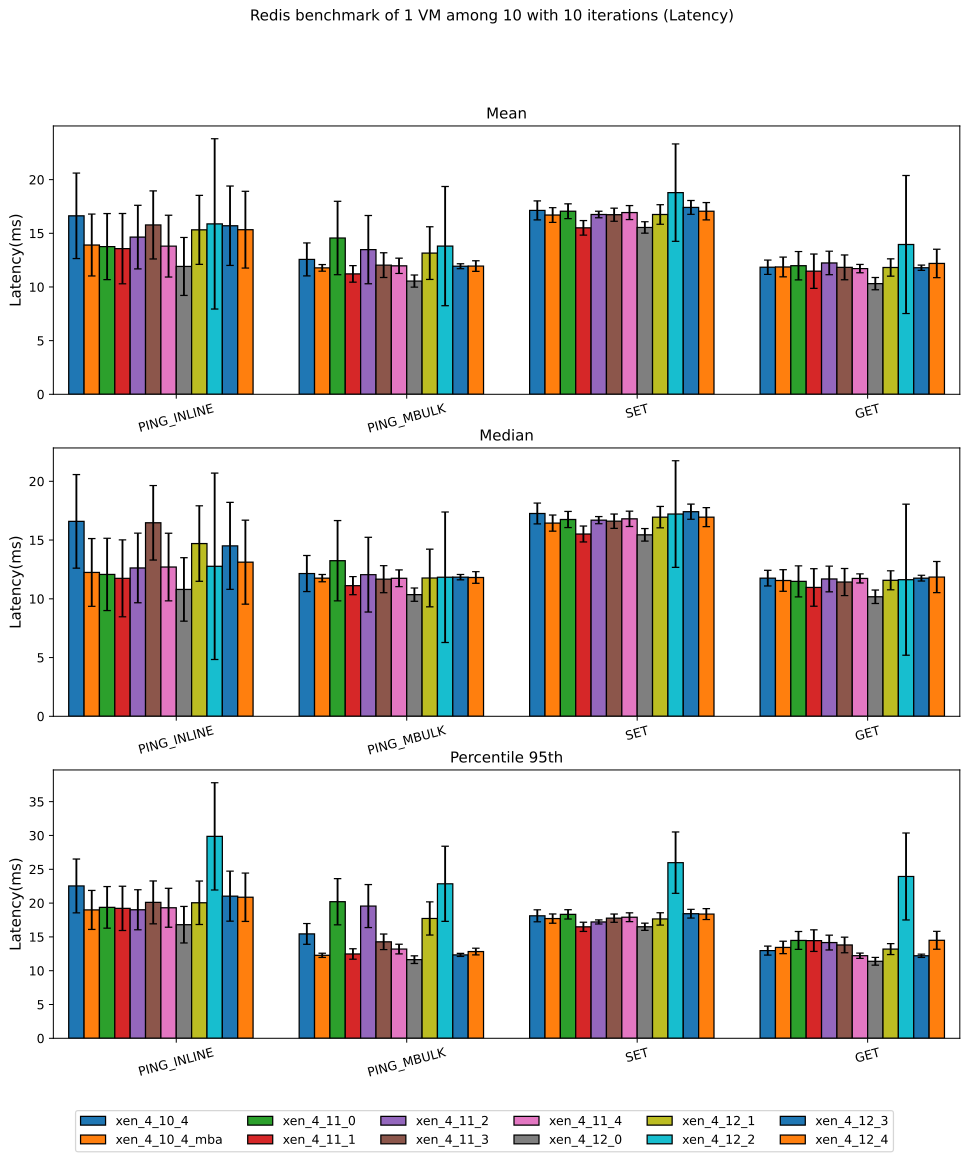 Redis benchmark of 1 VM among 10 with 10 iterations (Latency)
Mean
Latency(ms)
20
15
10
5
0
PING_INLINE PING_MBULK SET GET
Median
Latency(ms)
20
15
10
5
0
PING_INLINE PING_MBULK SET GET
Percentile 95th
Latency(ms)
35
30
25
20
15
10
5
0
PING_INLINE PING_MBULK SET GET
xen_4_10_4 xen_4_11_0 xen_4_11_2 xen_4_11_4 xen_4_12_1 xen_4_12_3
xen_4_10_4_mba xen_4_11_1 xen_4_11_3 xen_4_12_0 xen_4_12_2 xen_4_12_4